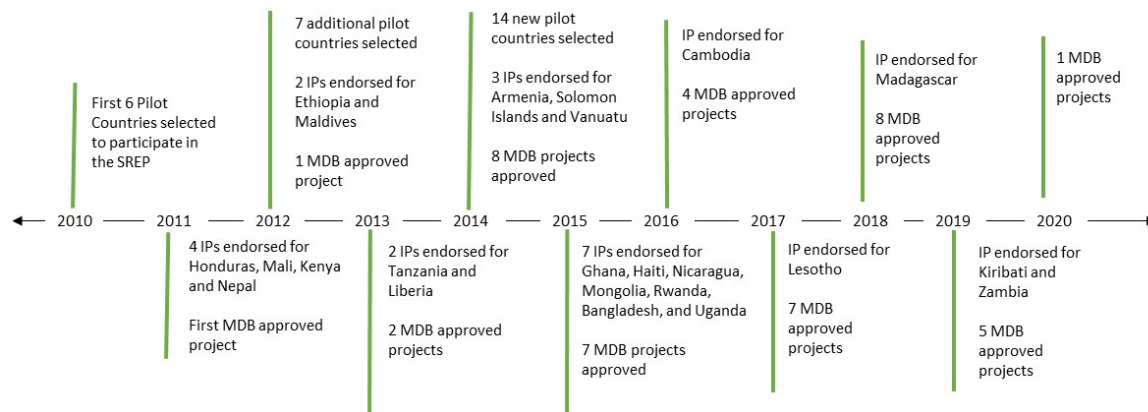 First 6 Pilot
Countries selected
to participate in
the SREP
7 additional pilot
countries selected
2 IPs endorsed for
Ethiopia and
Maldives
1 MDB approved
project
14 new pilot
countries selected
3 IPs endorsed for
Armenia, Solomon
Islands and Vanuatu
8 MDB projects
approved
IP endorsed for
Cambodia
4 MDB approved
projects
IP endorsed for
Madagascar
8 MDB
approved
projects
1 MDB
approved
projects
2010 2011 2012 2013 2014 2015 2016 2017 2018 2019 2020
4 IPs endorsed for
Honduras, Mali, Kenya
and Nepal
First MDB approved
project
2 IPs endorsed for
Tanzania and
Liberia
2 MDB approved
projects
7 IPs endorsed for
Ghana, Haiti, Nicaragua,
Mongolia, Rwanda,
Bangladesh, and Uganda
7 MDB projects
approved
IP endorsed for
Lesotho
7 MDB
approved
projects
IP endorsed for
Kiribati and
Zambia
5 MDB
approved
projects